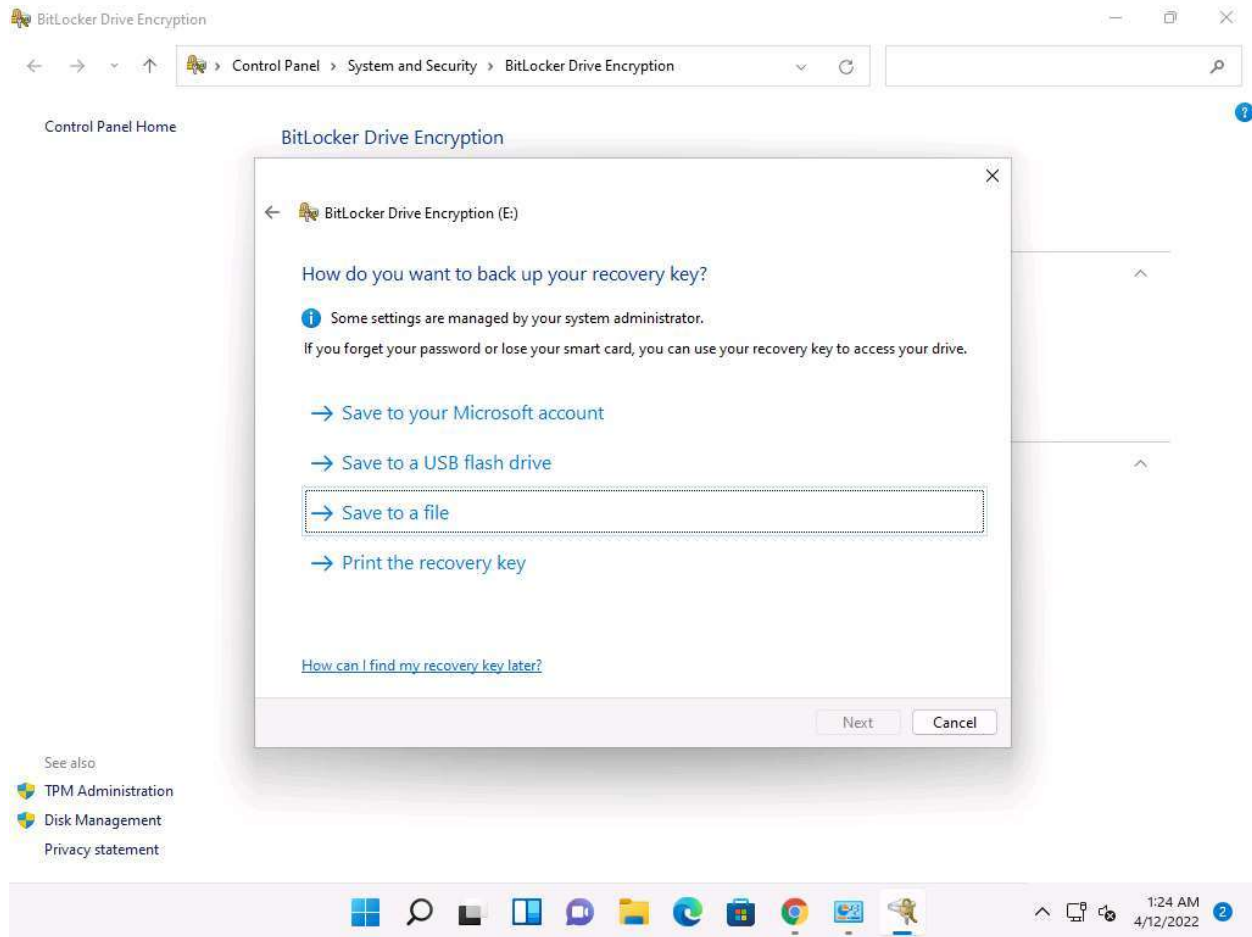 BitLocker Drive Encryption
Control Panel > System and Security > BitLocker Drive Encryption
Control Panel Home
BitLocker Drive Encryption
BitLocker Drive Encryption (E:)
How do you want to back up your recovery key?
Some settings are managed by your system administrator.
If you forget your password or lose your smart card, you can use your recovery key to access your drive.
→ Save to your Microsoft account
→ Save to a USB flash drive
→ Save to a file
→ Print the recovery key
How can I find my recovery key later?
Next Cancel
See also
TPM Administration
Disk Management
Privacy statement
1:24 AM
4/12/2022
2